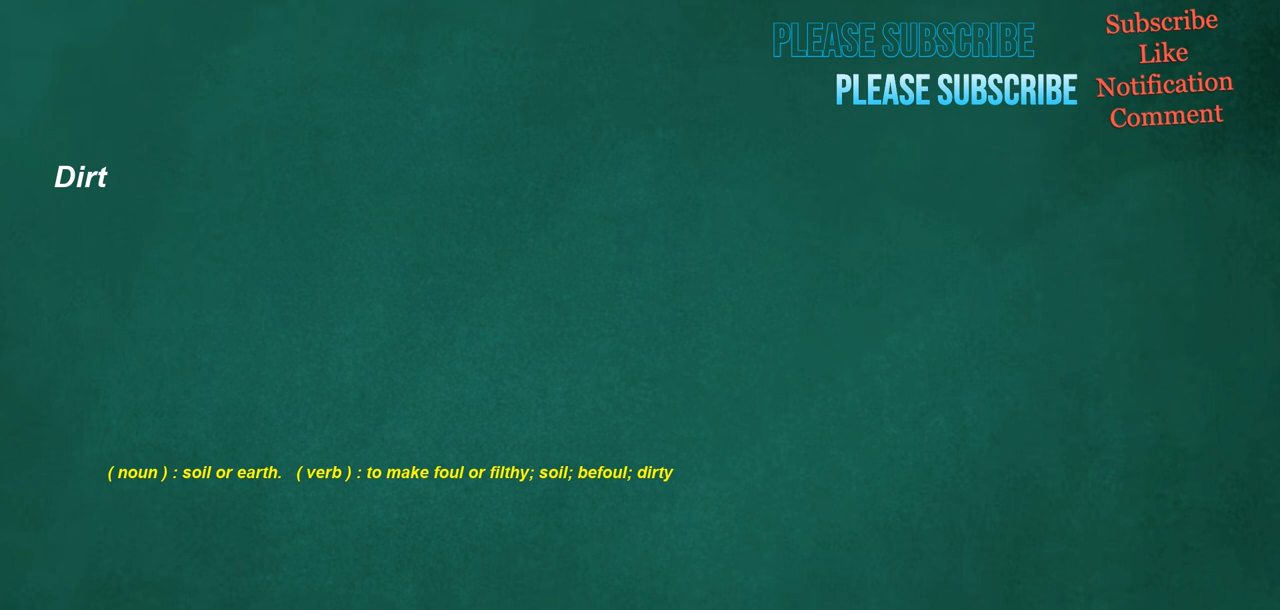 PLEASE SUBSCRIBE
PLEASE SUBSCRIBE
Subscribe
Like
Notification
Comment
Dirt
( noun ) : soil or earth.   ( verb ) : to make foul or filthy; soil; befoul; dirty